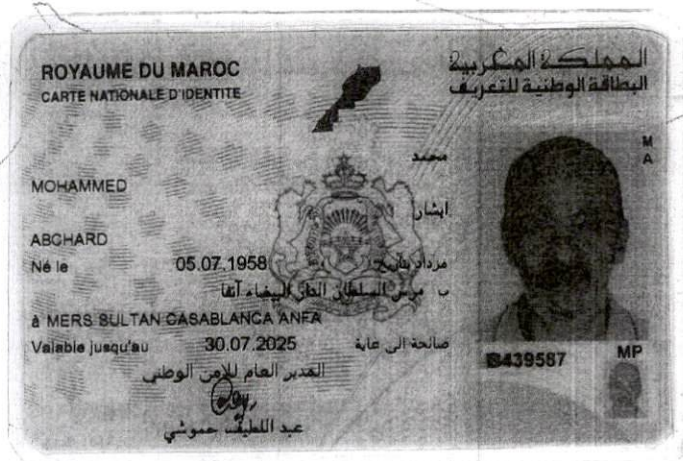 ROYAUME DU MAROC
المملكة المغربية
CARTE NATIONALE D'IDENTITE
البطاقة الوطنية للتعريف
M
A
محمد
MOHAMMED
ابشار
ABCHARD
Né le 05.07.1958 مزداد بتاريخ
ب مرس السلطان الدار البيضاء أنفا
à MERS SULTAN CASABLANCA ANFA
Valable jusqu'au 30.07.2025 صالحة الى غاية
439587
MP
المدير العام للأمن الوطني
عبد اللطيف حموشي